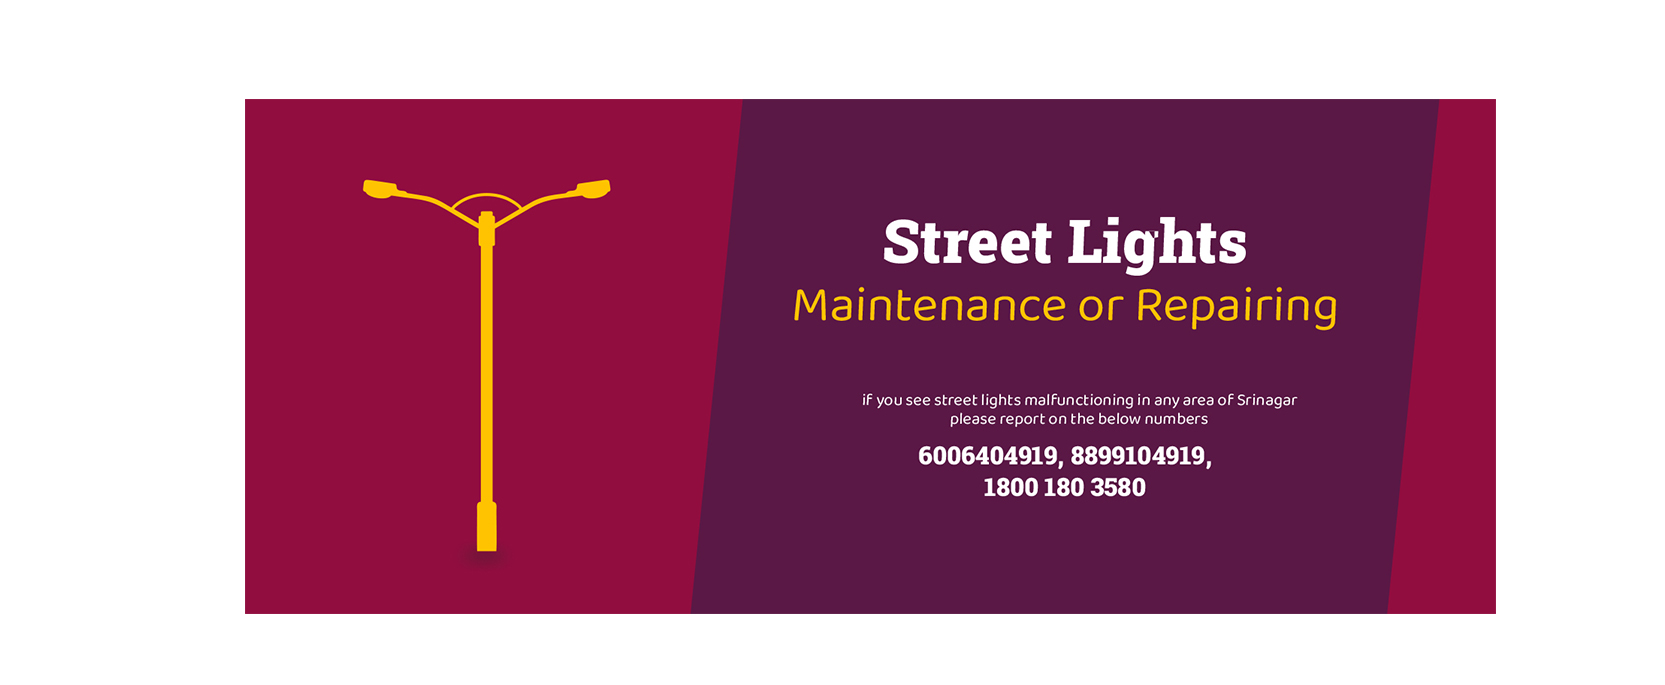 Street Lights
Maintenance or Repairing
if you see street lights malfunctioning in any area of Srinagar
please report on the below numbers
6006404919, 8899104919,
1800 180 3580